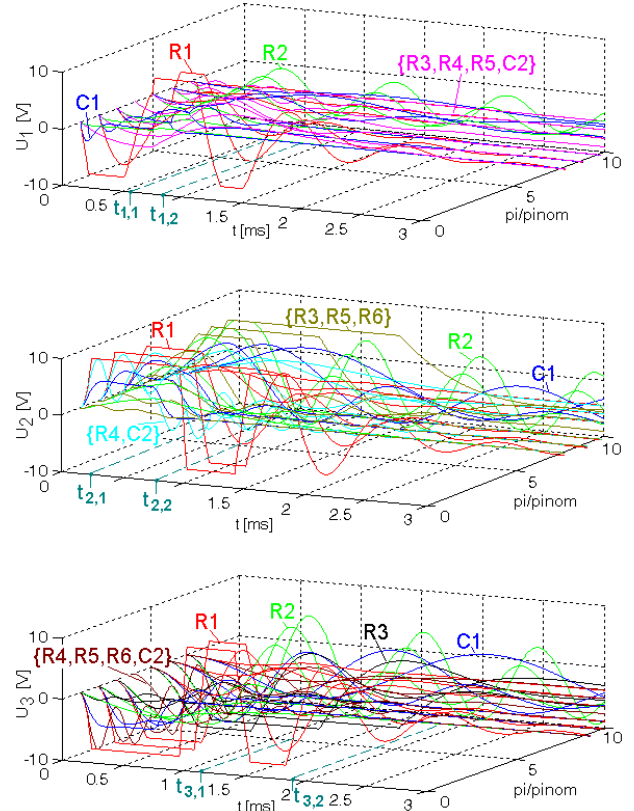 10
R1
R2
{R3,R4,R5,C2}
C1
0
U1 [V]
-10
0
0.5
t1,1
t1,2
1.5
t [ms]
2
2.5
3
0
5
pi/pinom
10
10
R1
{R3,R5,R6}
R2
C1
0
U2 [V]
{R4,C2}
-10
0
t2,1
t2,2
1.5
t [ms]
2
2.5
3
0
5
pi/pinom
10
10
R1
R2
R3
C1
{R4,R5,R6,C2}
0
U3 [V]
-10
0
0.5
1
t3,1
1.5
t [ms]
2
t3,2
2.5
3
0
5
pi/pinom
10